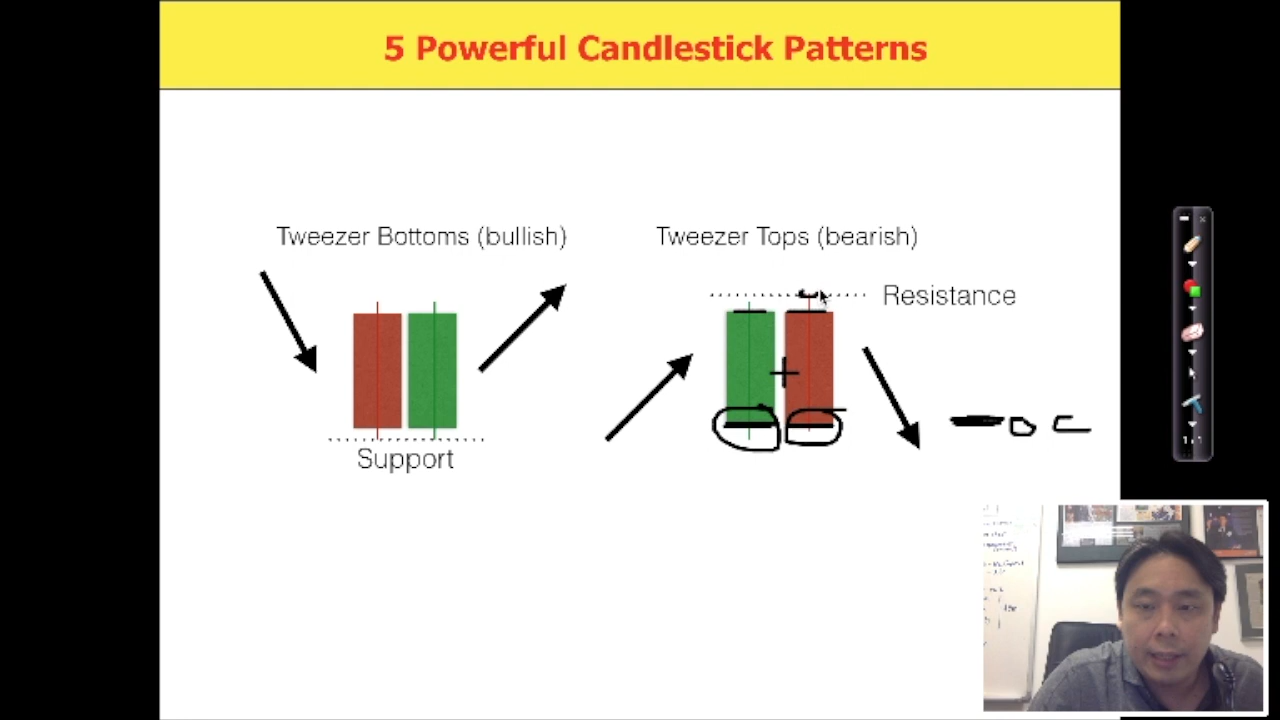 5 Powerful Candlestick Patterns
Tweezer Bottoms (bullish)
Tweezer Tops (bearish)
Resistance
Support